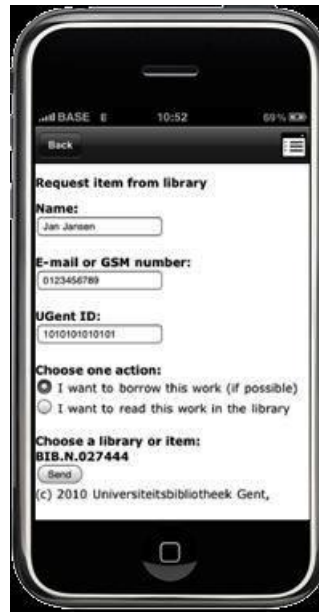 BASE E 10:52 69%
Back
Request item from library
Name:
Jan Jansen
E-mail or GSM number:
0123456789
UGent ID:
1010101010101
Choose one action:
I want to borrow this work (if possible)
I want to read this work in the library
Choose a library or item:
BIB.N.027444
Send
(c) 2010 Universiteitsbibliotheek Gent,